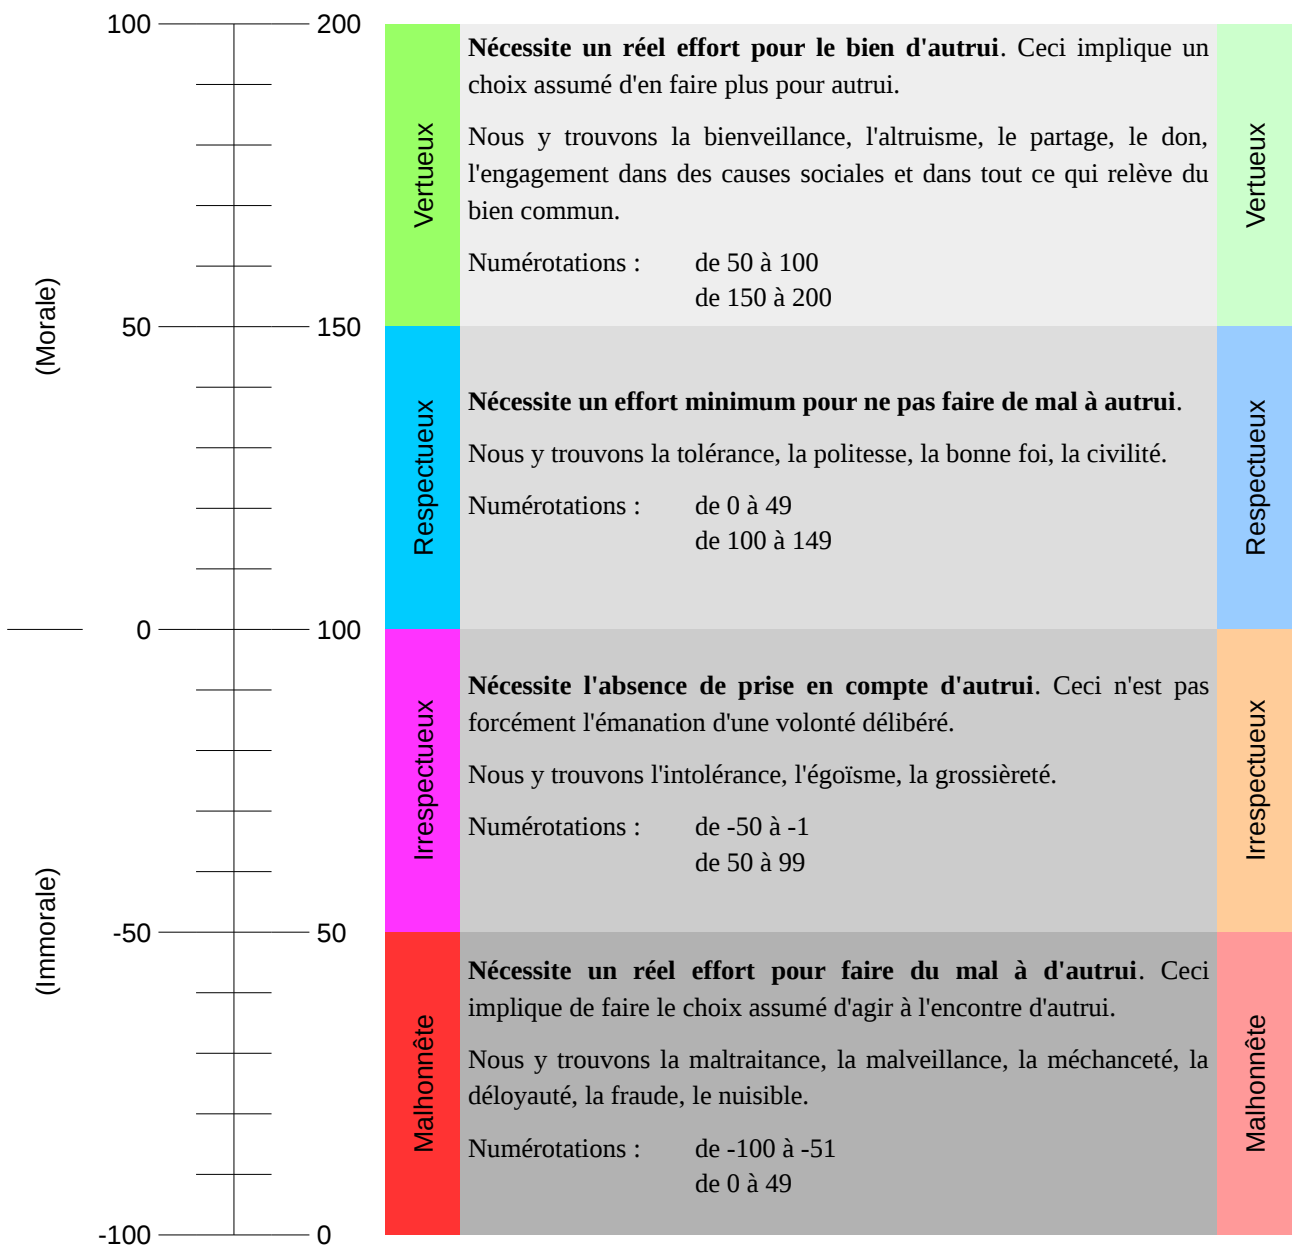 (Morale)
(Immorale)
100 200
50 150
0 100
-50 50
-100 0
Vertueux
Nécessite un réel effort pour le bien d'autrui. Ceci implique un
choix assumé d'en faire plus pour autrui.
Nous y trouvons la bienveillance, l'altruisme, le partage, le don,
l'engagement dans des causes sociales et dans tout ce qui relève du
bien commun.
Numérotations : de 50 à 100
de 150 à 200
Vertueux
Respectueux
Nécessite un effort minimum pour ne pas faire de mal à autrui.
Nous y trouvons la tolérance, la politesse, la bonne foi, la civilité.
Numérotations : de 0 à 49
de 100 à 149
Respectueux
Irrespectueux
Nécessite l'absence de prise en compte d'autrui. Ceci n'est pas
forcément l'émanation d'une volonté délibéré.
Nous y trouvons l'intolérance, l'égoïsme, la grossièreté.
Numérotations : de -50 à -1
de 50 à 99
Irrespectueux
Malhonnête
Nécessite un réel effort pour faire du mal à d'autrui. Ceci
implique de faire le choix assumé d'agir à l'encontre d'autrui.
Nous y trouvons la maltraitance, la malveillance, la méchanceté, la
déloyauté, la fraude, le nuisible.
Numérotations : de -100 à -51
de 0 à 49
Malhonnête